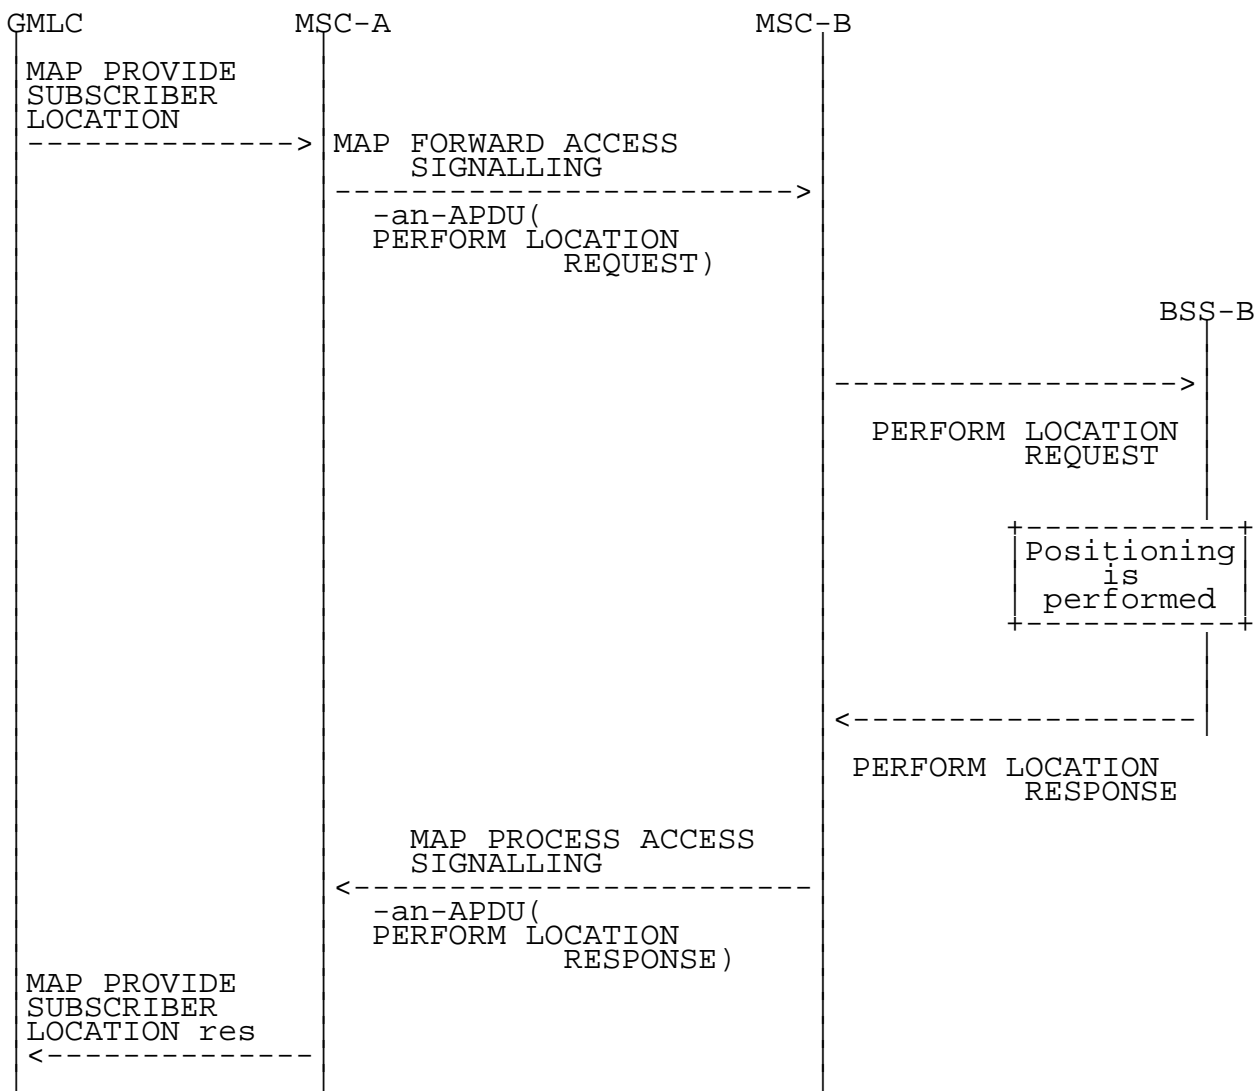 GMLC MSC-A MSC-B
MAP PROVIDE
SUBSCRIBER
LOCATION
MAP FORWARD ACCESS
SIGNALLING
-an-APDU(
PERFORM LOCATION
REQUEST)
BSS-B
PERFORM LOCATION
REQUEST
Positioning
is
performed
PERFORM LOCATION
RESPONSE
MAP PROCESS ACCESS
SIGNALLING
-an-APDU(
PERFORM LOCATION
RESPONSE)
MAP PROVIDE
SUBSCRIBER
LOCATION res